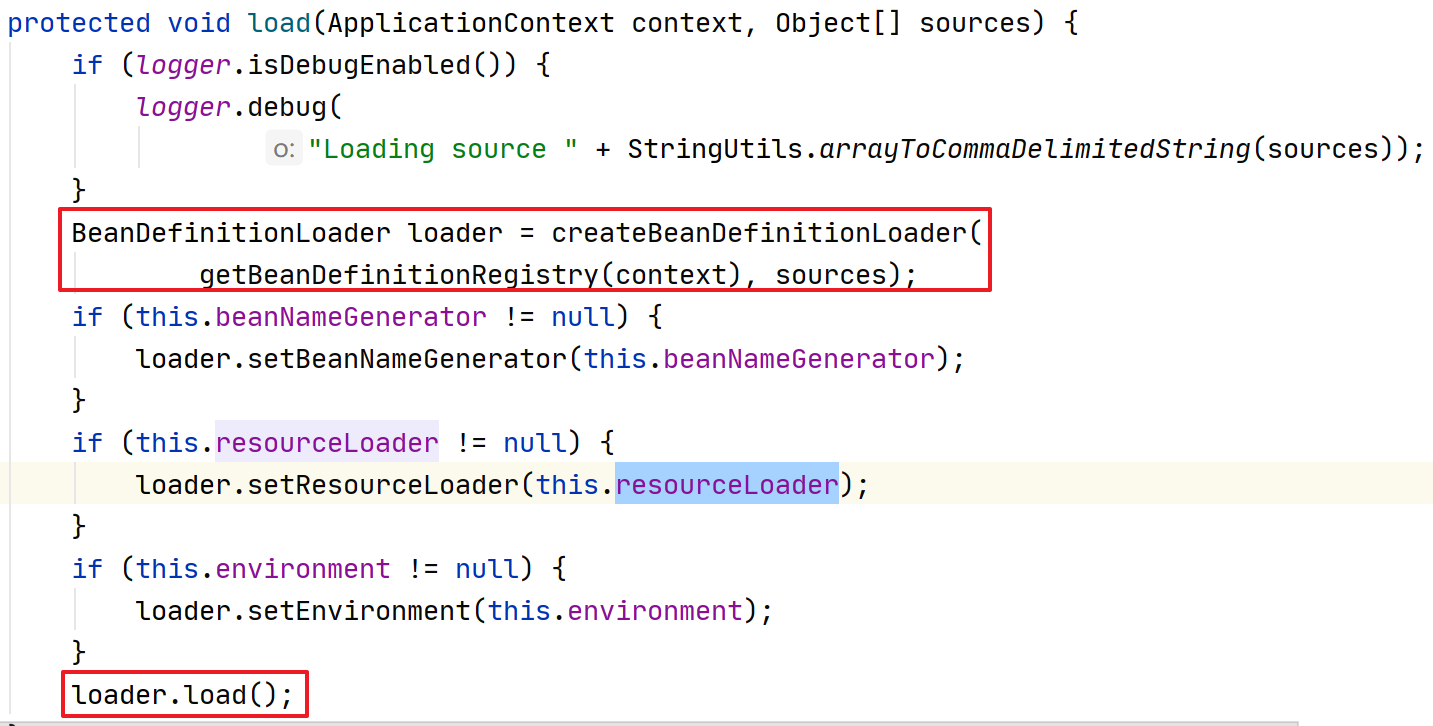 protected void load(ApplicationContext context, Object[] sources) {
if (logger.isDebugEnabled()) {
logger.debug(
o: "Loading source " + StringUtils.arrayToCommaDelimitedString(sources));
}
BeanDefinitionLoader loader = createBeanDefinitionLoader(
getBeanDefinitionRegistry(context), sources);
if (this.beanNameGenerator != null) {
loader.setBeanNameGenerator(this.beanNameGenerator);
}
if (this.resourceLoader != null) {
loader.setResourceLoader(this.resourceLoader);
}
if (this.environment != null) {
loader.setEnvironment(this.environment);
}
loader.load();